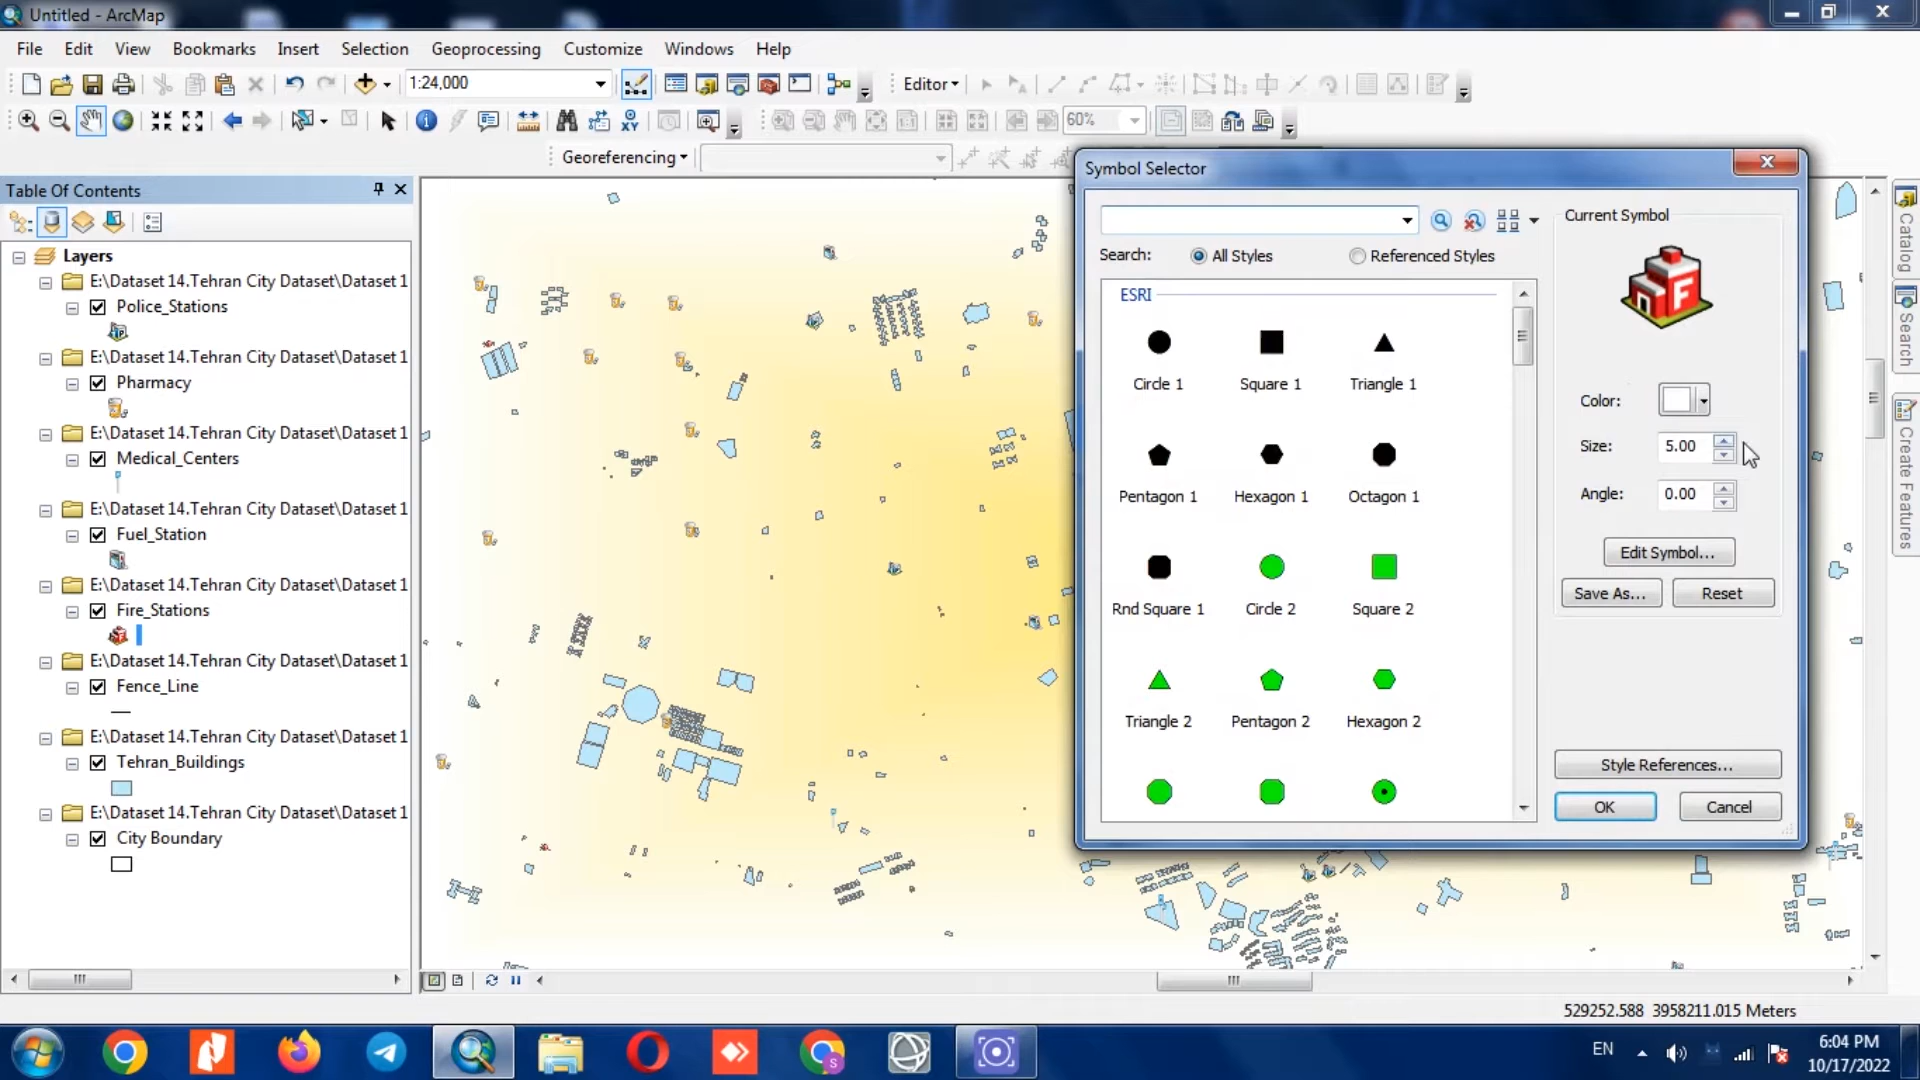 Untitled - ArcMap
File Edit View Bookmarks Insert Selection Geoprocessing Customize Windows Help
1:24,000
Editor
60%
Georeferencing
Table Of Contents
Layers
E:\Dataset 14.Tehran City Dataset\Dataset 1
Police_Stations
E:\Dataset 14.Tehran City Dataset\Dataset 1
Pharmacy
E:\Dataset 14.Tehran City Dataset\Dataset 1
Medical_Centers
E:\Dataset 14.Tehran City Dataset\Dataset 1
Fuel_Station
E:\Dataset 14.Tehran City Dataset\Dataset 1
Fire_Stations
E:\Dataset 14.Tehran City Dataset\Dataset 1
Fence_Line
E:\Dataset 14.Tehran City Dataset\Dataset 1
Tehran_Buildings
E:\Dataset 14.Tehran City Dataset\Dataset 1
City Boundary
Symbol Selector
Search: All Styles Referenced Styles
ESRI
Circle 1 Square 1 Triangle 1
Pentagon 1 Hexagon 1 Octagon 1
Rnd Square 1 Circle 2 Square 2
Triangle 2 Pentagon 2 Hexagon 2
Current Symbol
F
Color:
Size: 5.00
Angle: 0.00
Edit Symbol...
Save As... Reset
Style References...
OK Cancel
Catalog
Search
Create Features
529252.588 3958211.015 Meters
EN
6:04 PM
10/17/2022